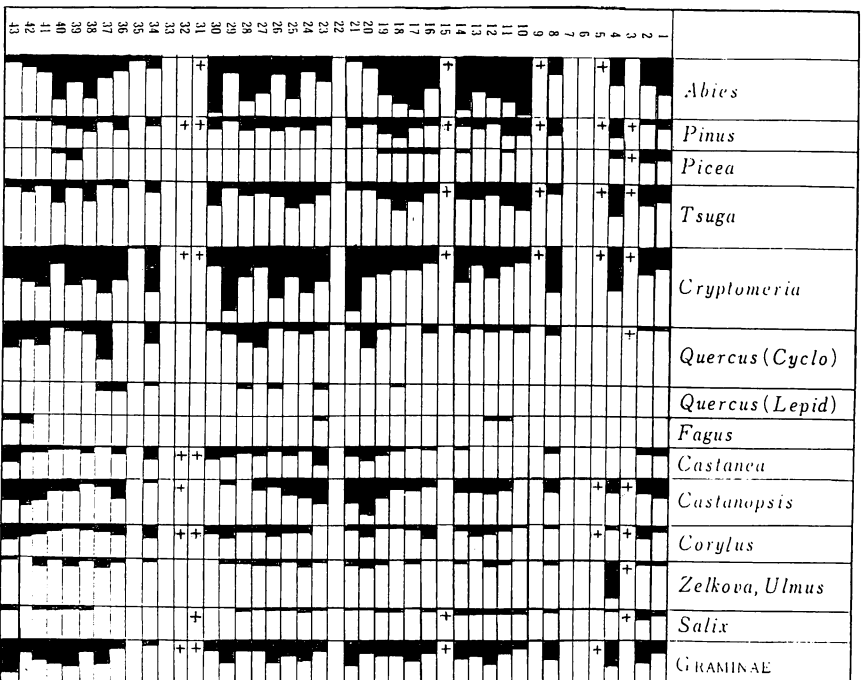 43 42 41 40 39 38 37 36 35 34 33 32 31 30 29 28 27 26 25 24 23 22 21 20 19 18 17 16 15 14 13 12 11 10 9 8 7 6 5 4 3 2 1
+ + + + Abies
+ + + + + + Pinus
+ Picea
+ + + + Tsuga
+ + + + + + Cryptomeria
+ Quercus (Cyclo)
Quercus (Lepid)
Fagus
+ + Castanea
+ + + Castanopsis
+ + + + Corylus
+ Zelkova, Ulmus
+ + + Salix
+ + + + GRAMINAE